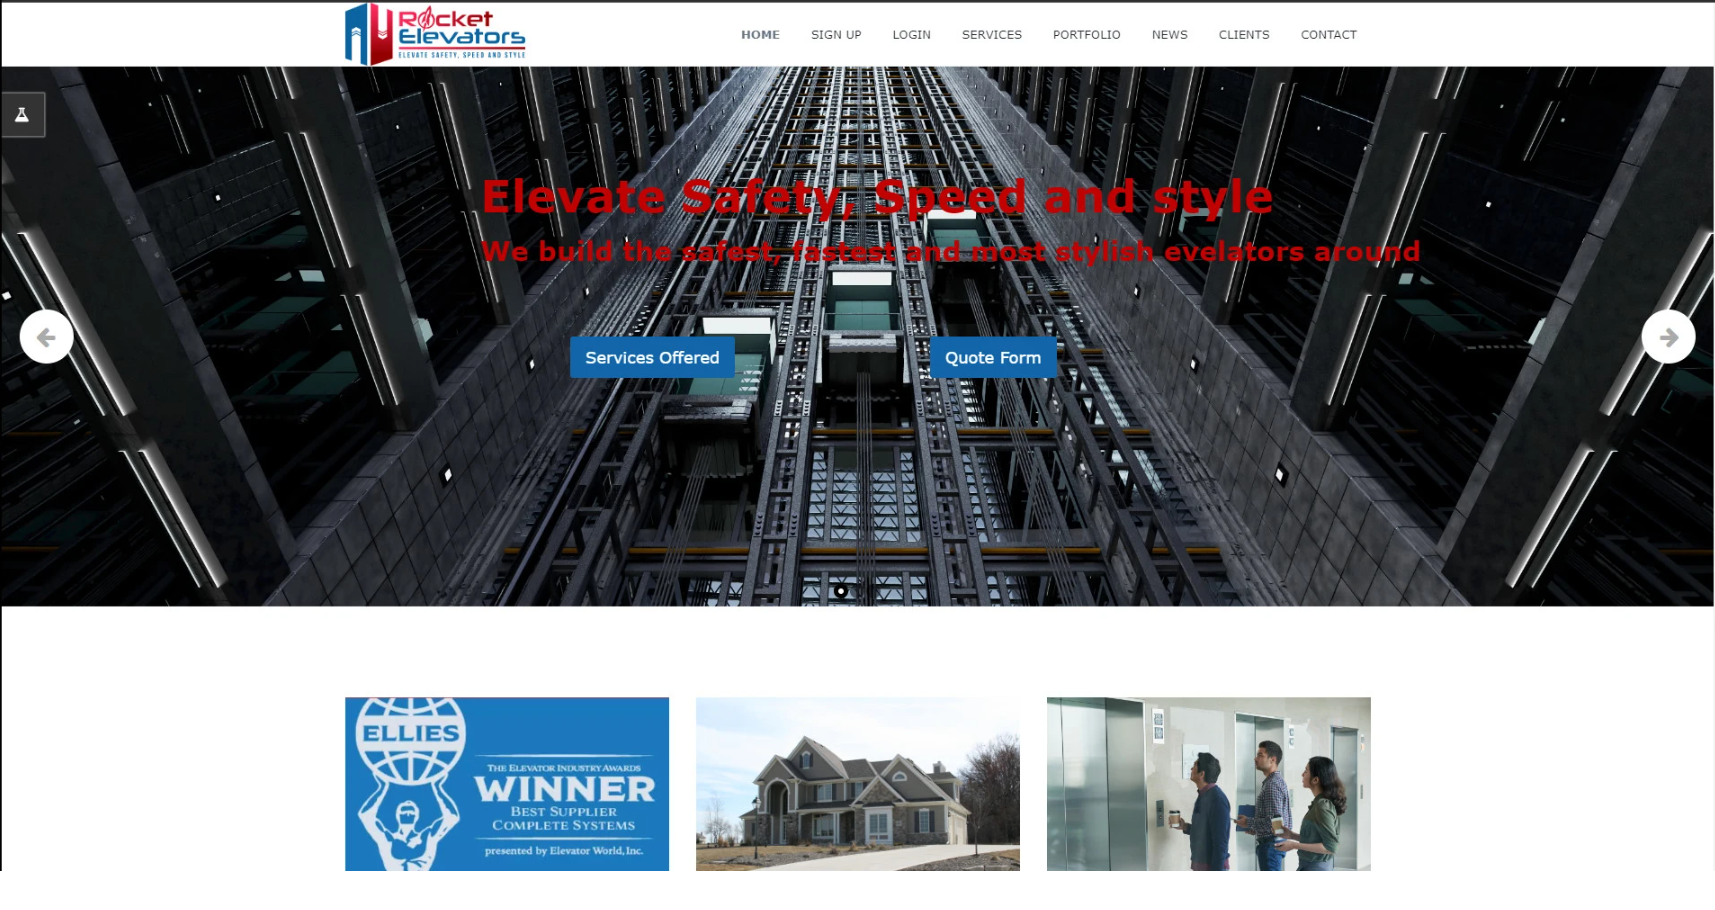 Rocket
Elevators
ELEVATE SAFETY, SPEED AND STYLE
HOME SIGN UP LOGIN SERVICES PORTFOLIO NEWS CLIENTS CONTACT
Elevate Safety, Speed and style
We build the safest, fastest and most stylish evelators around
Services Offered Quote Form
ELLIES
THE ELEVATOR INDUSTRY AWARDS
WINNER
BEST SUPPLIER
COMPLETE SYSTEMS
presented by Elevator World, Inc.